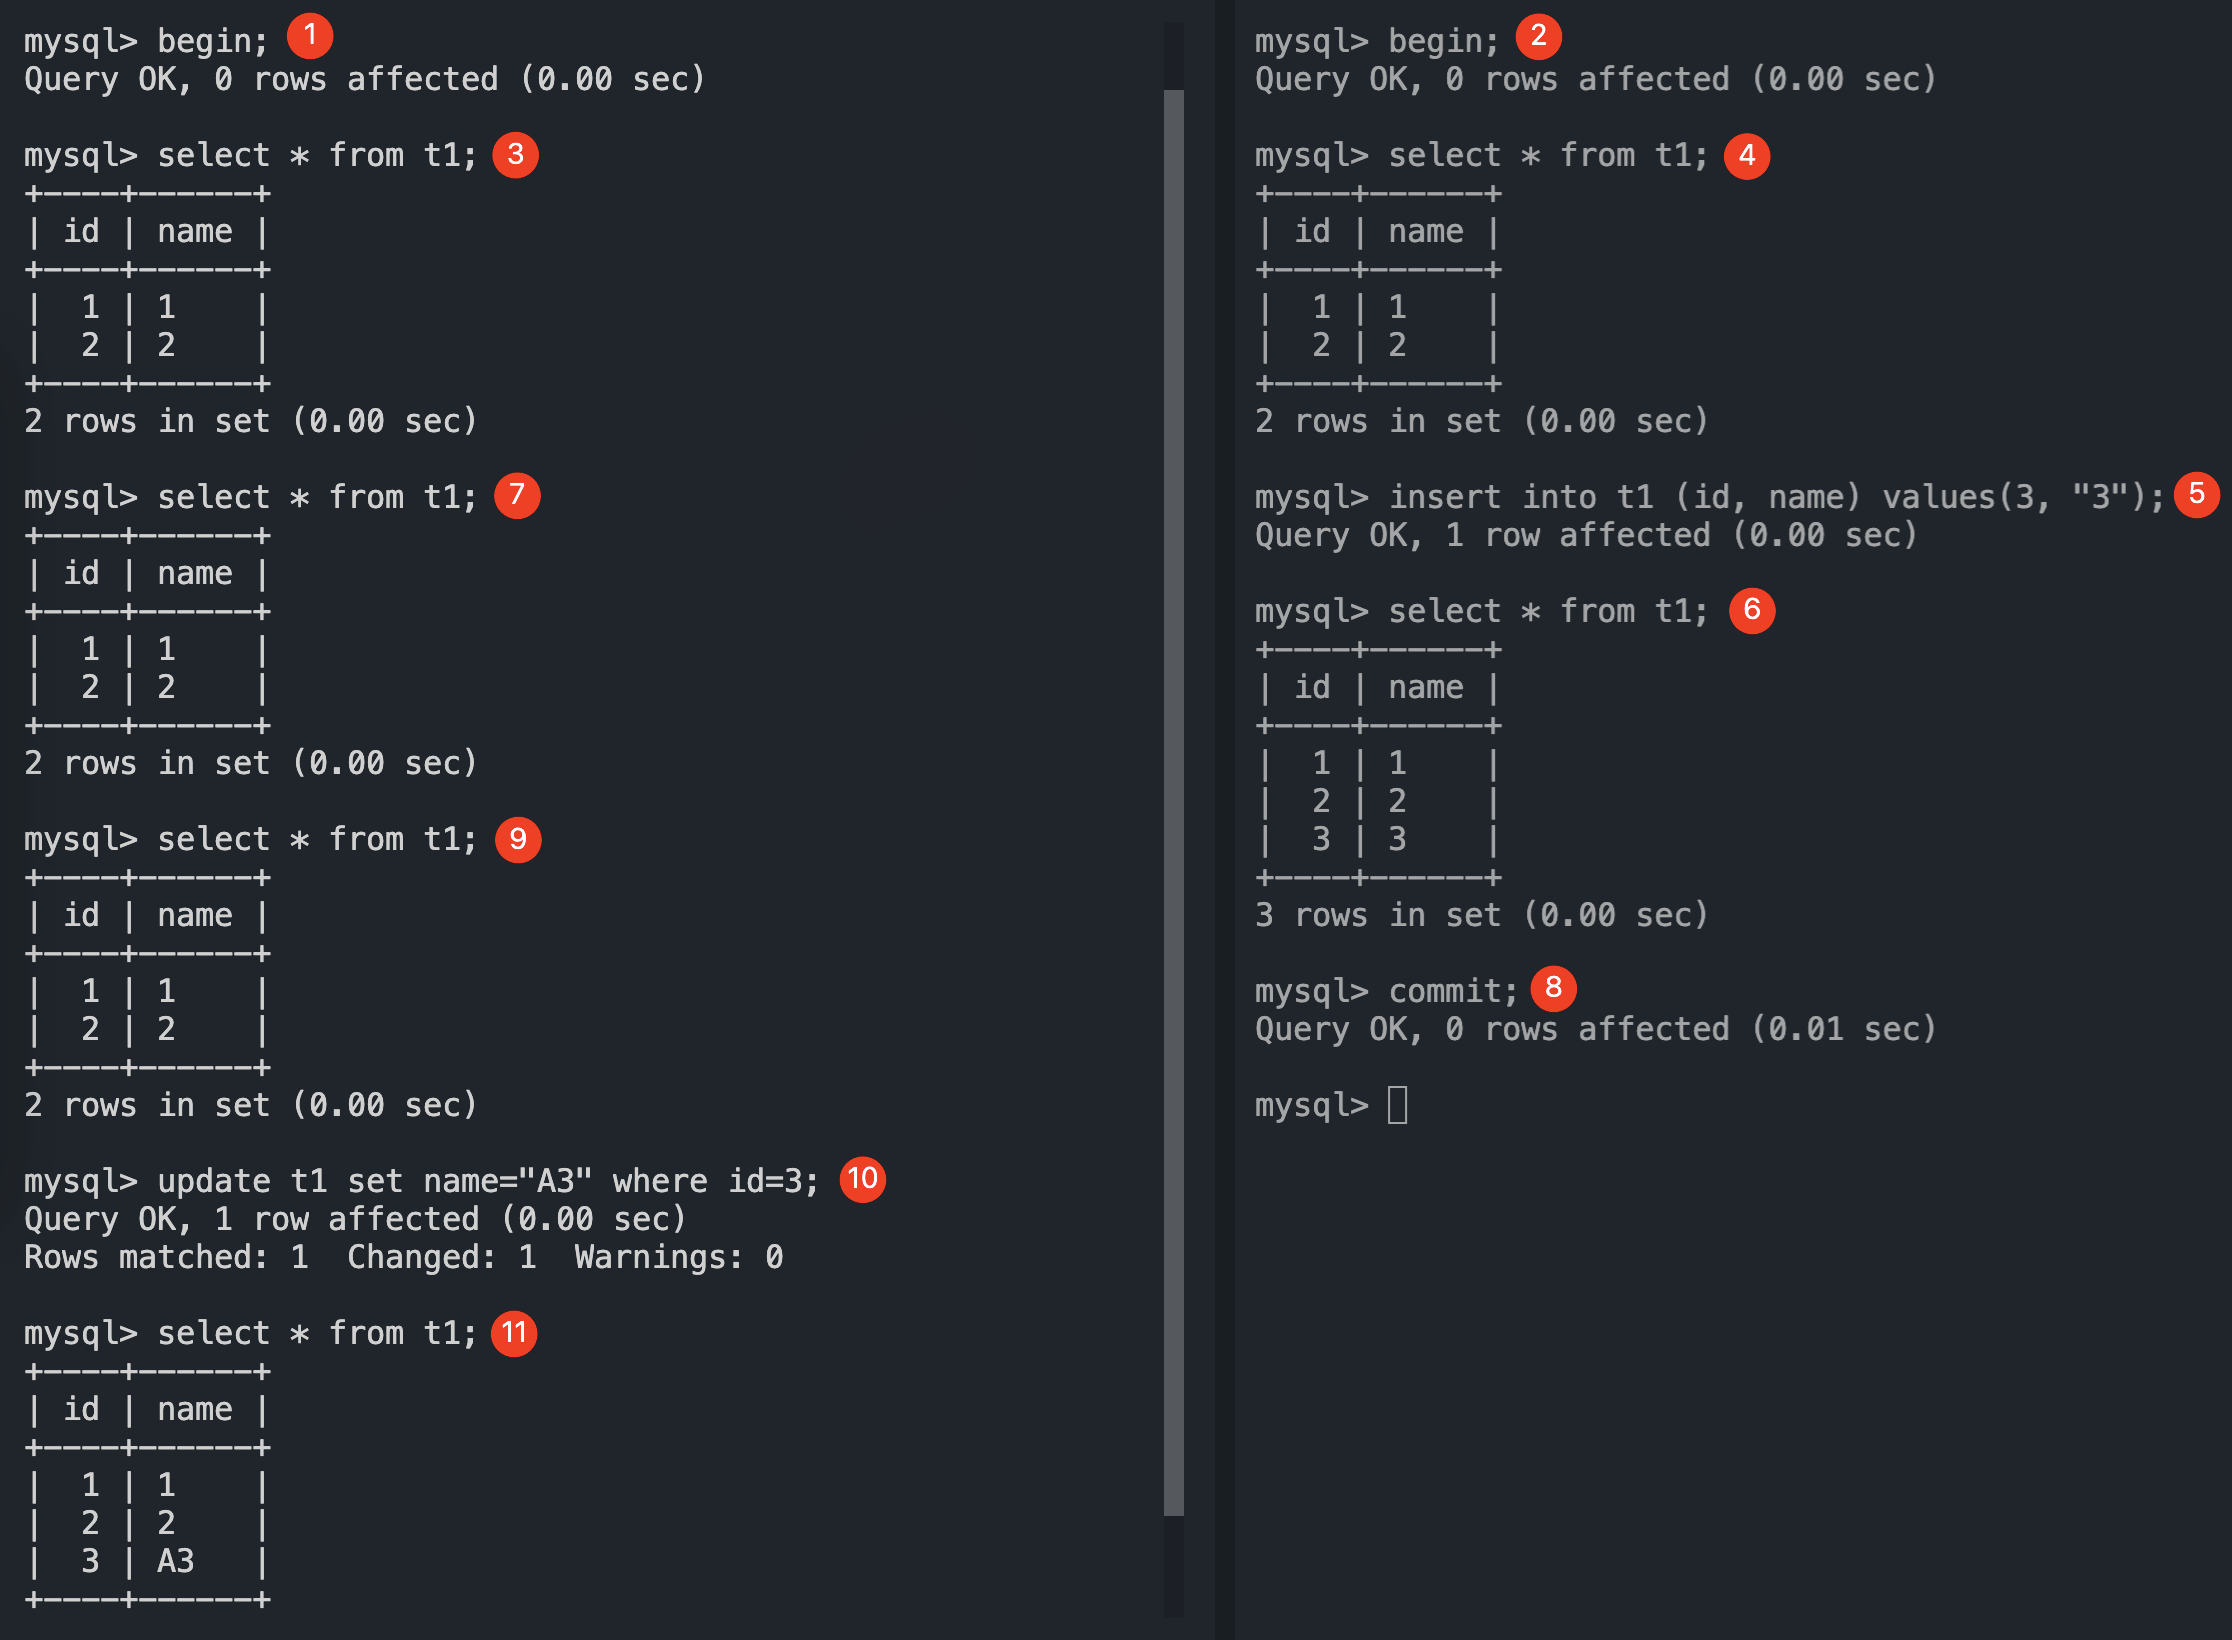 mysql> begin; 1
Query OK, 0 rows affected (0.00 sec)
mysql> select * from t1; 3
+----+------+
| id | name |
+----+------+
|  1 | 1    |
|  2 | 2    |
+----+------+
2 rows in set (0.00 sec)
mysql> select * from t1; 7
+----+------+
| id | name |
+----+------+
|  1 | 1    |
|  2 | 2    |
+----+------+
2 rows in set (0.00 sec)
mysql> select * from t1; 9
+----+------+
| id | name |
+----+------+
|  1 | 1    |
|  2 | 2    |
+----+------+
2 rows in set (0.00 sec)
mysql> update t1 set name="A3" where id=3; 10
Query OK, 1 row affected (0.00 sec)
Rows matched: 1  Changed: 1  Warnings: 0
mysql> select * from t1; 11
+----+------+
| id | name |
+----+------+
|  1 | 1    |
|  2 | 2    |
|  3 | A3   |
+----+------+
mysql> begin; 2
Query OK, 0 rows affected (0.00 sec)
mysql> select * from t1; 4
+----+------+
| id | name |
+----+------+
|  1 | 1    |
|  2 | 2    |
+----+------+
2 rows in set (0.00 sec)
mysql> insert into t1 (id, name) values(3, "3"); 5
Query OK, 1 row affected (0.00 sec)
mysql> select * from t1; 6
+----+------+
| id | name |
+----+------+
|  1 | 1    |
|  2 | 2    |
|  3 | 3    |
+----+------+
3 rows in set (0.00 sec)
mysql> commit; 8
Query OK, 0 rows affected (0.01 sec)
mysql>